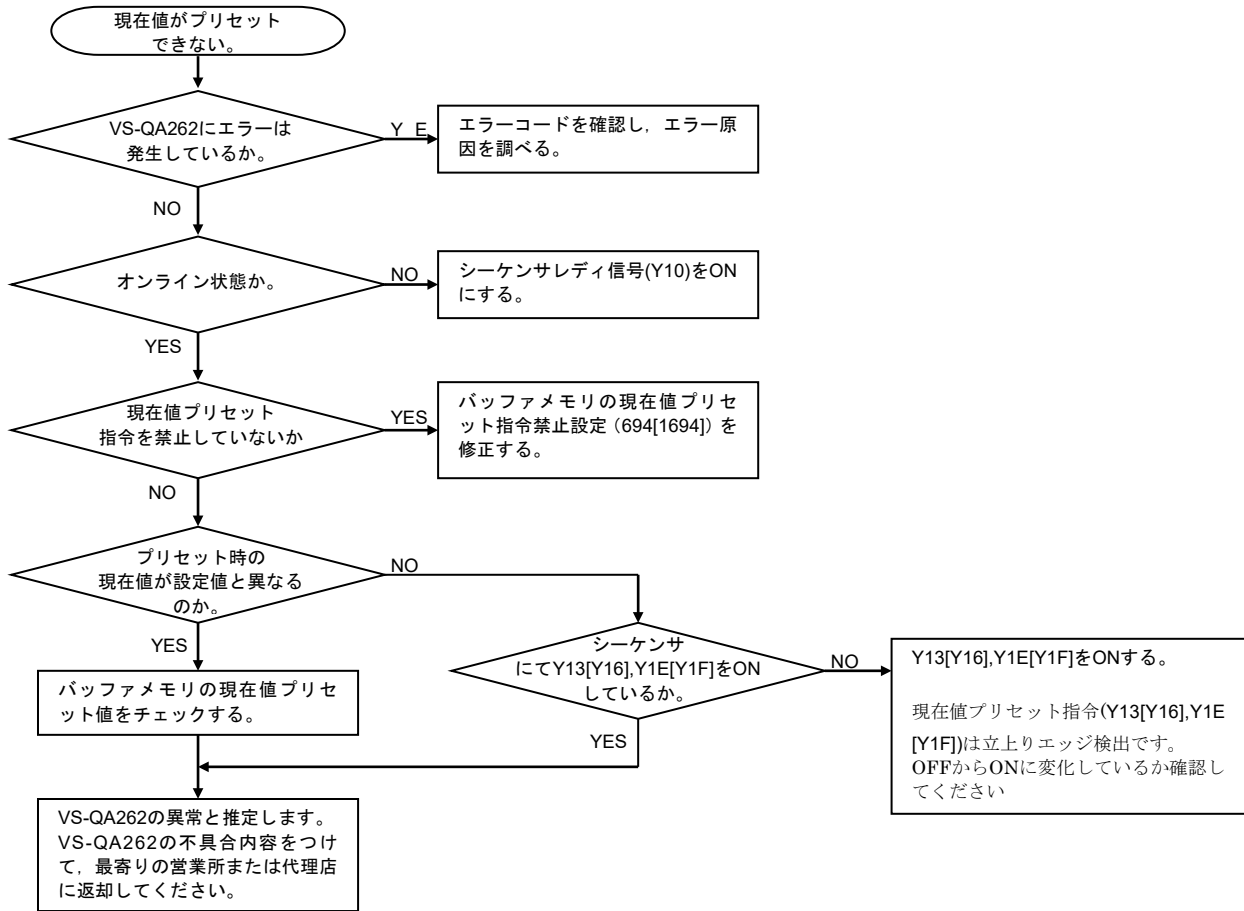 現在値がプリセット
できない。
VS-QA262にエラーは
発生しているか。
Y E
エラーコードを確認し，エラー原
因を調べる。
NO
オンライン状態か。
NO
シーケンサレディ信号(Y10)をON
にする。
YES
現在値プリセット
指令を禁止していないか
YES
バッファメモリの現在値プリセ
ット指令禁止設定（694[1694]）を
修正する。
NO
プリセット時の
現在値が設定値と異なる
のか。
NO
YES
シーケンサ
にてY13[Y16],Y1E[Y1F]をON
しているか。
NO
Y13[Y16],Y1E[Y1F]をONする。
現在値プリセット指令(Y13[Y16],Y1E
[Y1F])は立上りエッジ検出です。
OFFからONに変化しているか確認し
てください
バッファメモリの現在値プリセ
ット値をチェックする。
YES
VS-QA262の異常と推定します。
VS-QA262の不具合内容をつけ
て，最寄りの営業所または代理店
に返却してください。